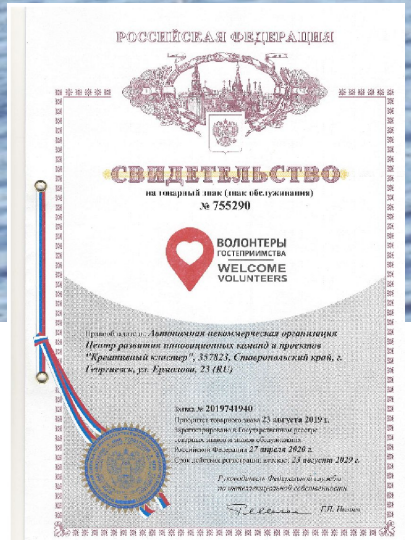 РОССИЙСКАЯ ФЕДЕРАЦИЯ
СВИДЕТЕЛЬСТВО
на товарный знак (знак обслуживания)
№ 755290
ВОЛОНТЕРЫ
ГОСТЕПРИИМСТВА
WELCOME
VOLUNTEERS
Правообладатель: Автономная некоммерческая организация
Центр развития инновационных команд и проектов
"Креативный кластер", 357823, Ставропольский край, г.
Георгиевск, ул. Ермолова, 23 (RU)
Заявка № 2019741940
Приоритет товарного знака 23 августа 2019 г.
Зарегистрировано в Государственном реестре
товарных знаков и знаков обслуживания
Российской Федерации 27 апреля 2020 г.
Срок действия регистрации истекает 23 августа 2029 г.
Руководитель Федеральной службы
по интеллектуальной собственности
Г.П. Ивлиев